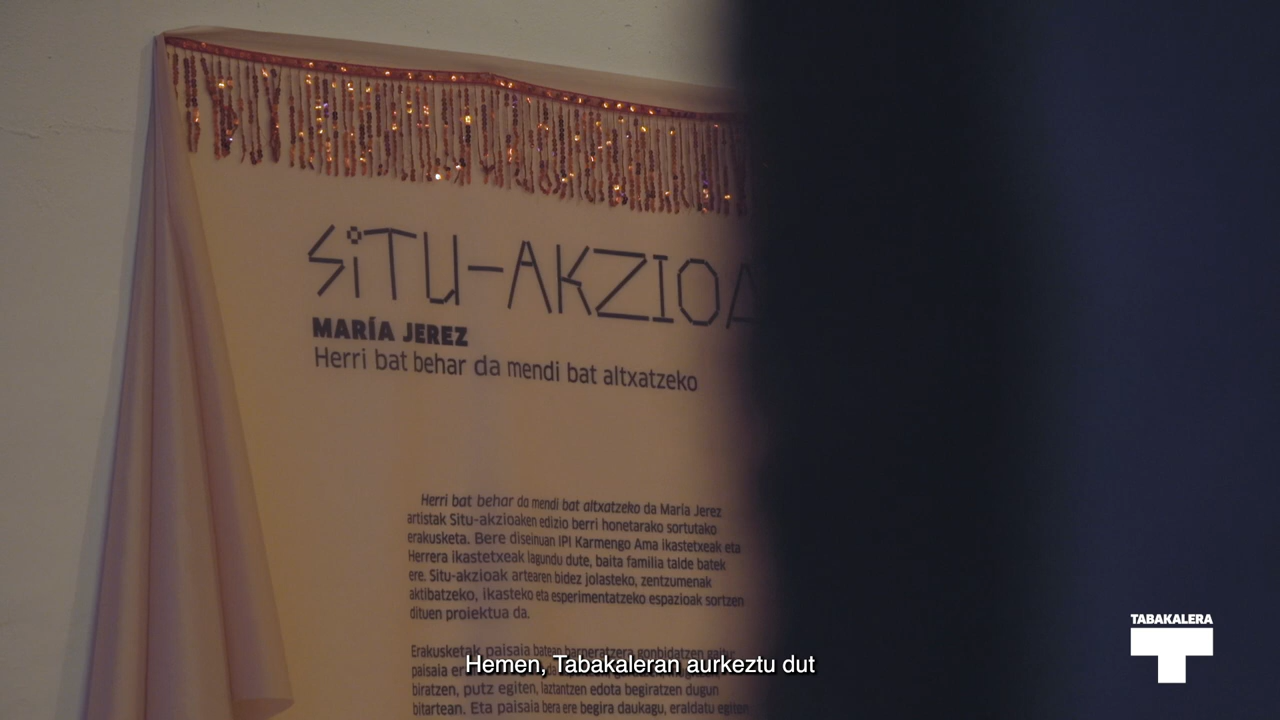 SiTU-AKZIOA
MARÍA JEREZ
Herri bat behar da mendi bat altxatzeko
Herri bat behar da mendi bat altxatzeko da María Jerez
artistak Situ-akzioaken edizio berri honetarako sortutako
erakusketa. Bere diseinuan IPI Karmengo Ama ikastetxeak eta
Herrera ikastetxeak lagundu dute, baita familia talde batek
ere. Situ-akzioak artearen bidez jolasteko, zentzumenak
aktibatzeko, ikasteko eta esperimentatzeko espazioak sortzen
dituen proiektua da.
Erakusketak paisaia batean barneratzera gonbidatzen gaitu:
paisaia
biratzen, putz egiten, laztantzen edota begiratzen dugun
bitartean. Eta paisaia bera ere begira daukagu, eraldatu egiten
Hemen, Tabakaleran aurkeztu dut
TABAKALERA